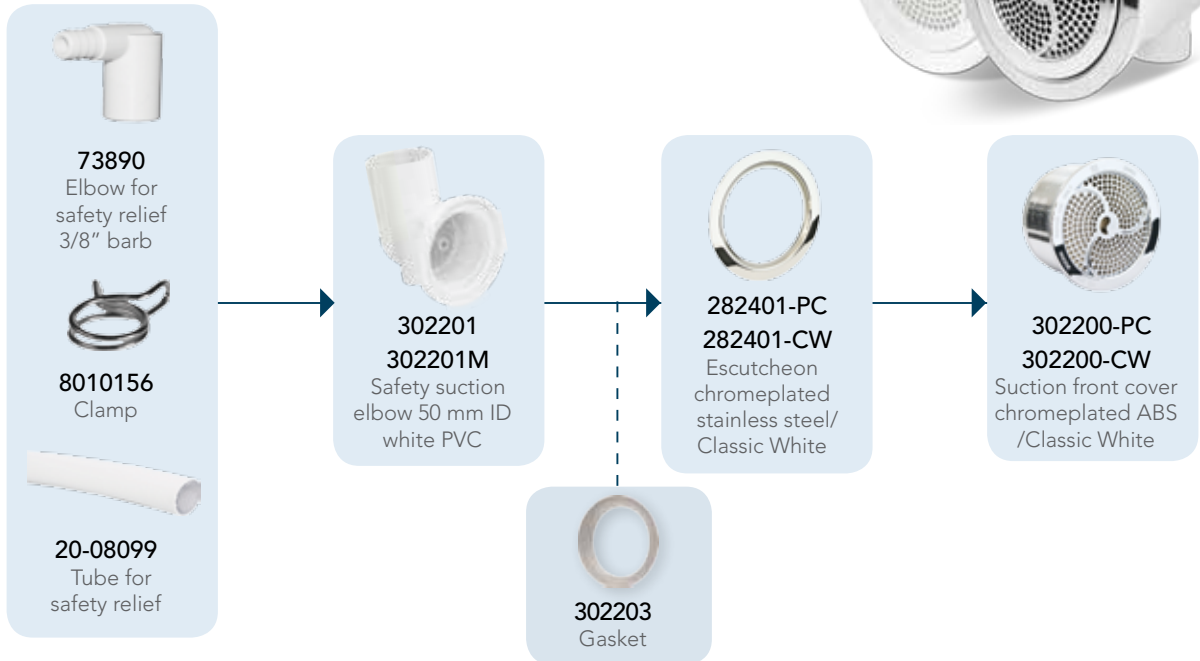 73890
Elbow for
safety relief
3/8” barb
8010156
Clamp
20-08099
Tube for
safety relief
302201
302201M
Safety suction
elbow 50 mm ID
white PVC
302203
Gasket
282401-PC
282401-CW
Escutcheon
chromeplated
stainless steel/
Classic White
302200-PC
302200-CW
Suction front cover
chromeplated ABS
/Classic White